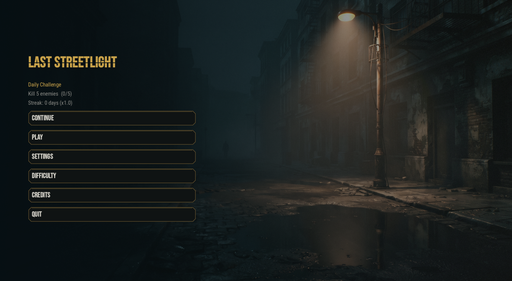 LAST STREETLIGHT
Daily Challenge
Kill 5 enemies (0/5)
Streak: 0 days (x1.0)
CONTINUE
PLAY
SETTINGS
DIFFICULTY
CREDITS
QUIT